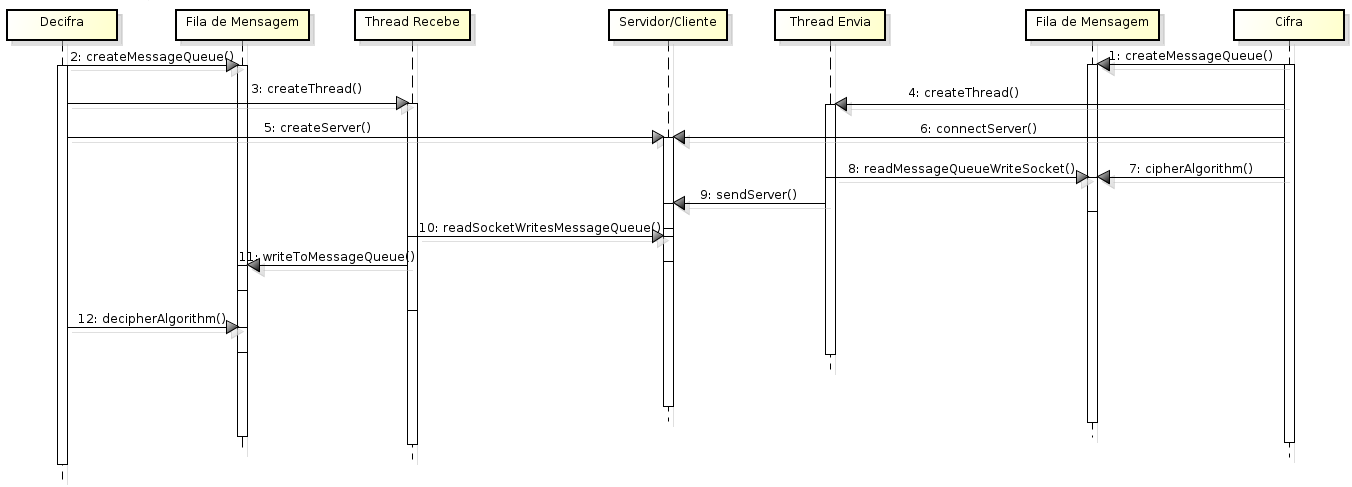 Decifra
Fila de Mensagem
Thread Recebe
Servidor/Cliente
Thread Envia
Fila de Mensagem
Cifra
2: createMessageQueue()
1: createMessageQueue()
3: createThread()
4: createThread()
5: createServer()
6: connectServer()
8: readMessageQueueWriteSocket()
7: cipherAlgorithm()
9: sendServer()
10: readSocketWritesMessageQueue()
11: writeToMessageQueue()
12: decipherAlgorithm()